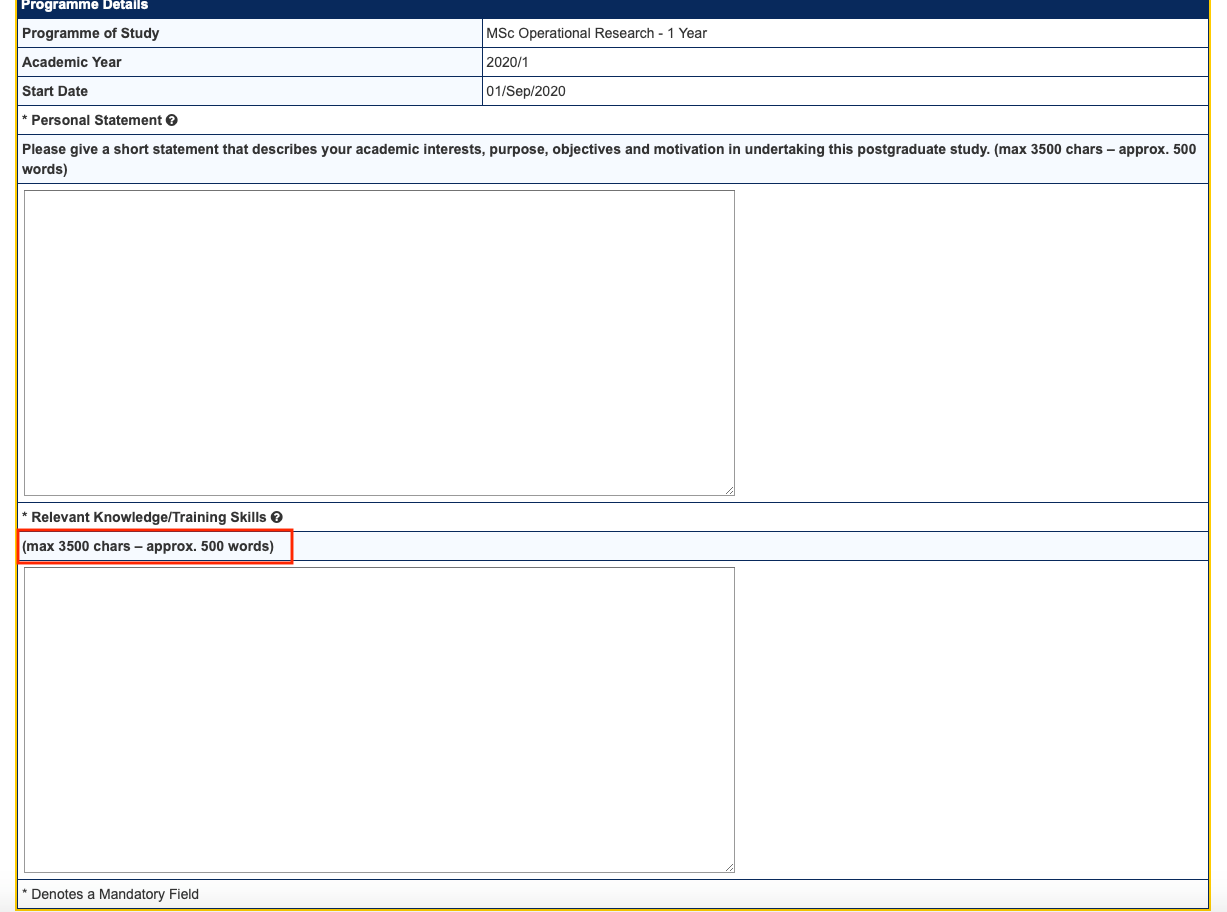 Programme Details
Programme of Study
MSc Operational Research - 1 Year
Academic Year
2020/1
Start Date
01/Sep/2020
* Personal Statement
Please give a short statement that describes your academic interests, purpose, objectives and motivation in undertaking this postgraduate study. (max 3500 chars – approx. 500
words)
* Relevant Knowledge/Training Skills
(max 3500 chars – approx. 500 words)
* Denotes a Mandatory Field